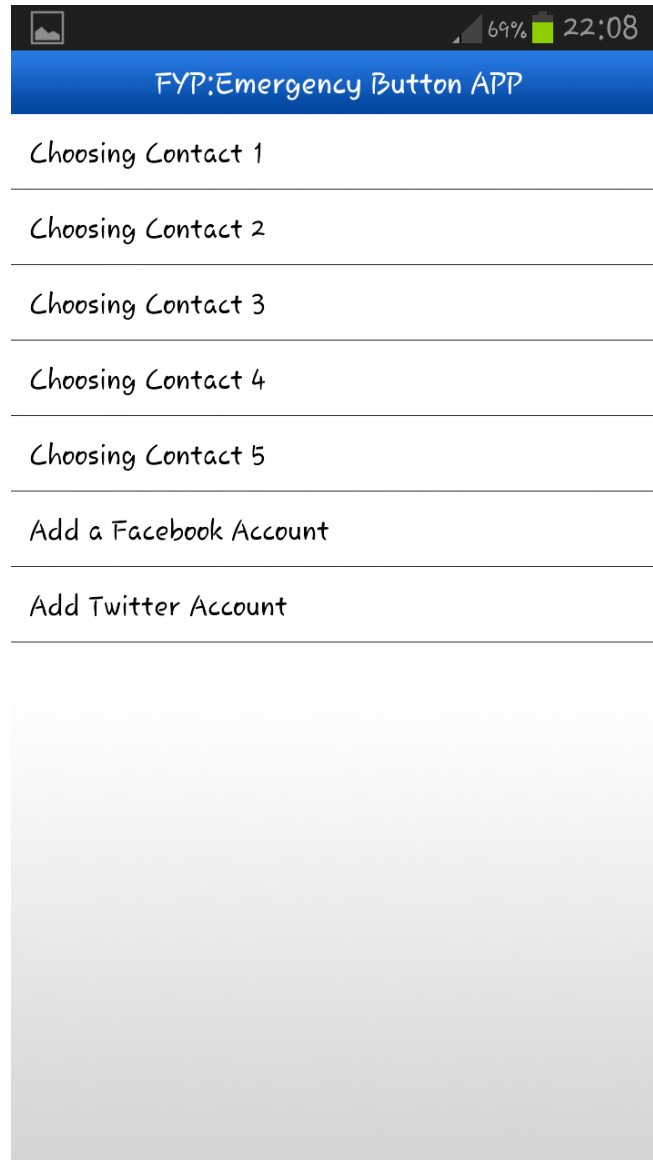 69% 22:08
FYP:Emergency Button APP
Choosing Contact 1
Choosing Contact 2
Choosing Contact 3
Choosing Contact 4
Choosing Contact 5
Add a Facebook Account
Add Twitter Account